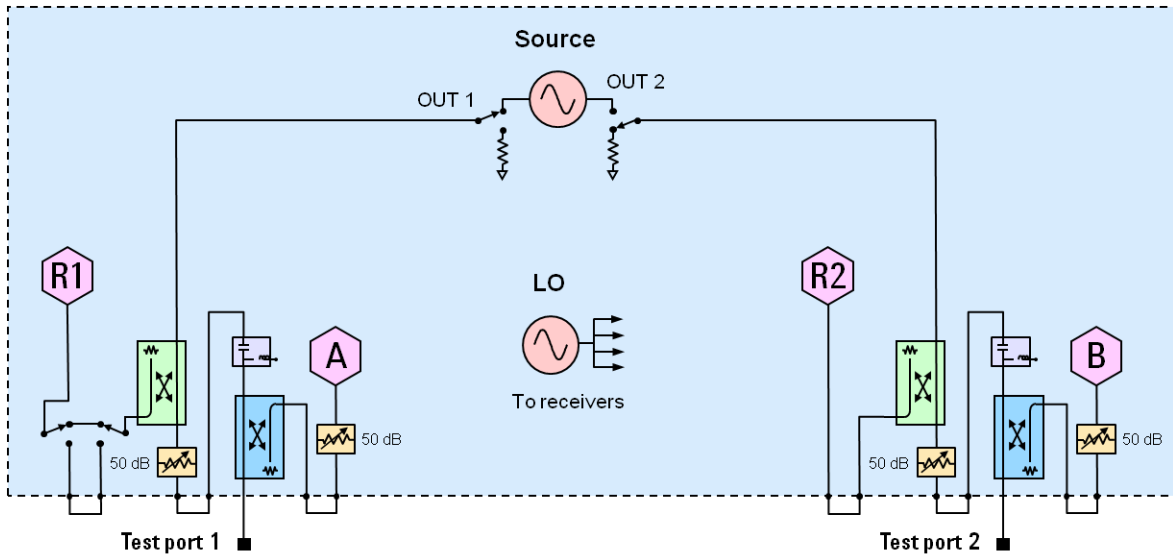 Source
OUT 1
OUT 2
R1
R2
LO
A
B
To receivers
50 dB
50 dB
50 dB
50 dB
Test port 1
Test port 2